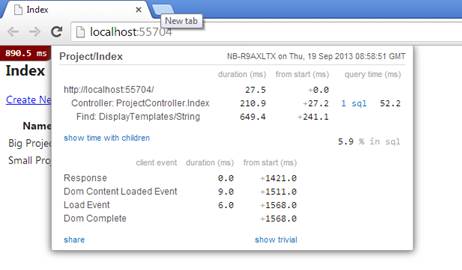 Index
New tab
localhost:55704
890.5 ms
Project/Index
NB-R9AXLTX on Thu, 19 Sep 2013 08:58:51 GMT
duration (ms) from start (ms) query time (ms)
http://localhost:55704/ 27.5 +0.0
Controller: ProjectController.Index 210.9 +27.2 1 sql 52.2
Find: DisplayTemplates/String 649.4 +241.1
show time with children
5.9 % in sql
client event duration (ms) from start (ms)
Response 0.0 +1421.0
Dom Content Loaded Event 9.0 +1511.0
Load Event 6.0 +1568.0
Dom Complete +1568.0
share show trivial
Index
Create Ne
Name
Big Proje
Small Pro